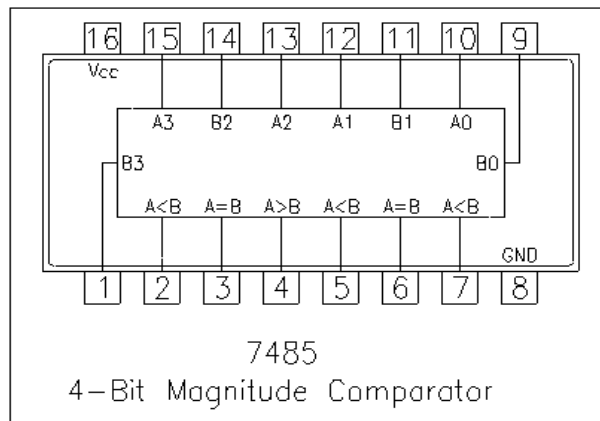 16 15 14 13 12 11 10 9
Vcc
A3 B2 A2 A1 B1 A0
B3 B0
A<B A=B A>B A<B A=B A<B
GND
1 2 3 4 5 6 7 8
7485
4-Bit Magnitude Comparator